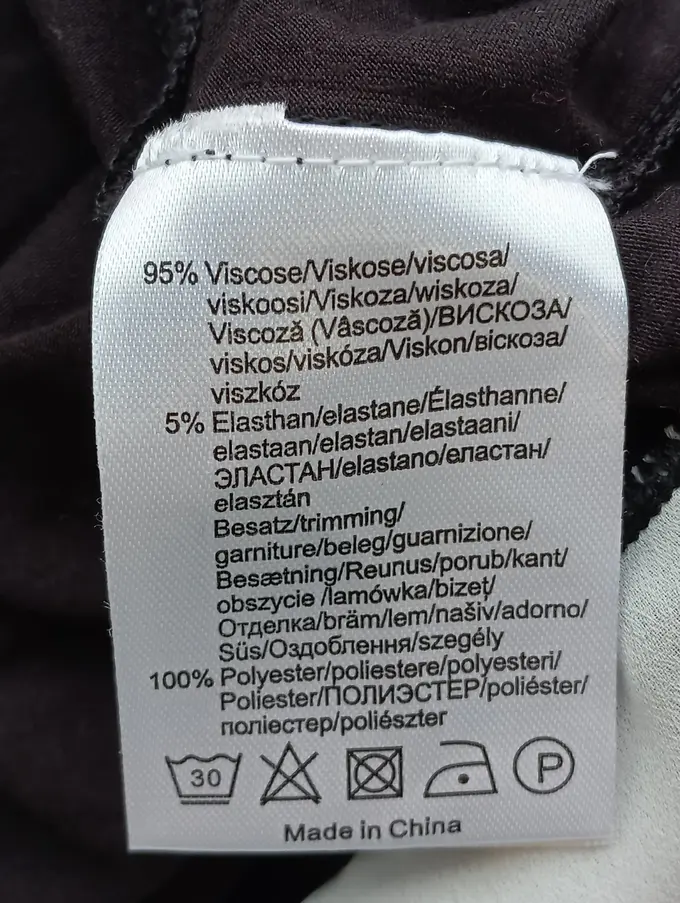 95% Viscose/Viskose/viscosa/
viskoosi/Viskoza/wiskoza/
Viscoză (Vâscoză)/ВИСКОЗА/
viskos/viskóza/Viskon/віскоза/
viszkóz
5% Elasthan/elastane/Élasthanne/
elastaan/elastan/elastaani/
ЭЛАСТАН/elastano/еластан/
elasztán
Besatz/trimming/
garniture/beleg/guarnizione/
Besætning/Reunus/porub/kant/
obszycie /lamówka/bizeț/
Отделка/bräm/lem/našiv/adorno/
Süs/Оздоблення/szegély
100% Polyester/poliestere/polyesteri/
Poliester/ПОЛИЭСТЕР/poliéster/
поліестер/poliészter
30 P
Made in China